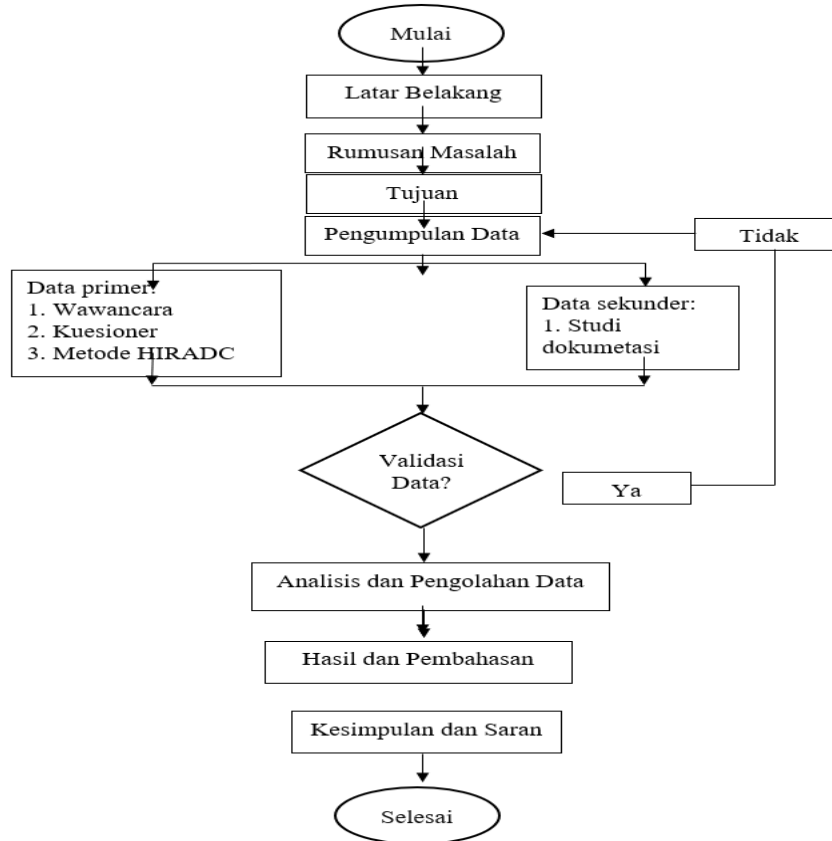 Mulai
Latar Belakang
Rumusan Masalah
Tujuan
Pengumpulan Data
Tidak
Data primer:
1. Wawancara
2. Kuesioner
3. Metode HIRADC
Data sekunder:
1. Studi
dokumetasi
Validasi
Data?
Ya
Analisis dan Pengolahan Data
Hasil dan Pembahasan
Kesimpulan dan Saran
Selesai